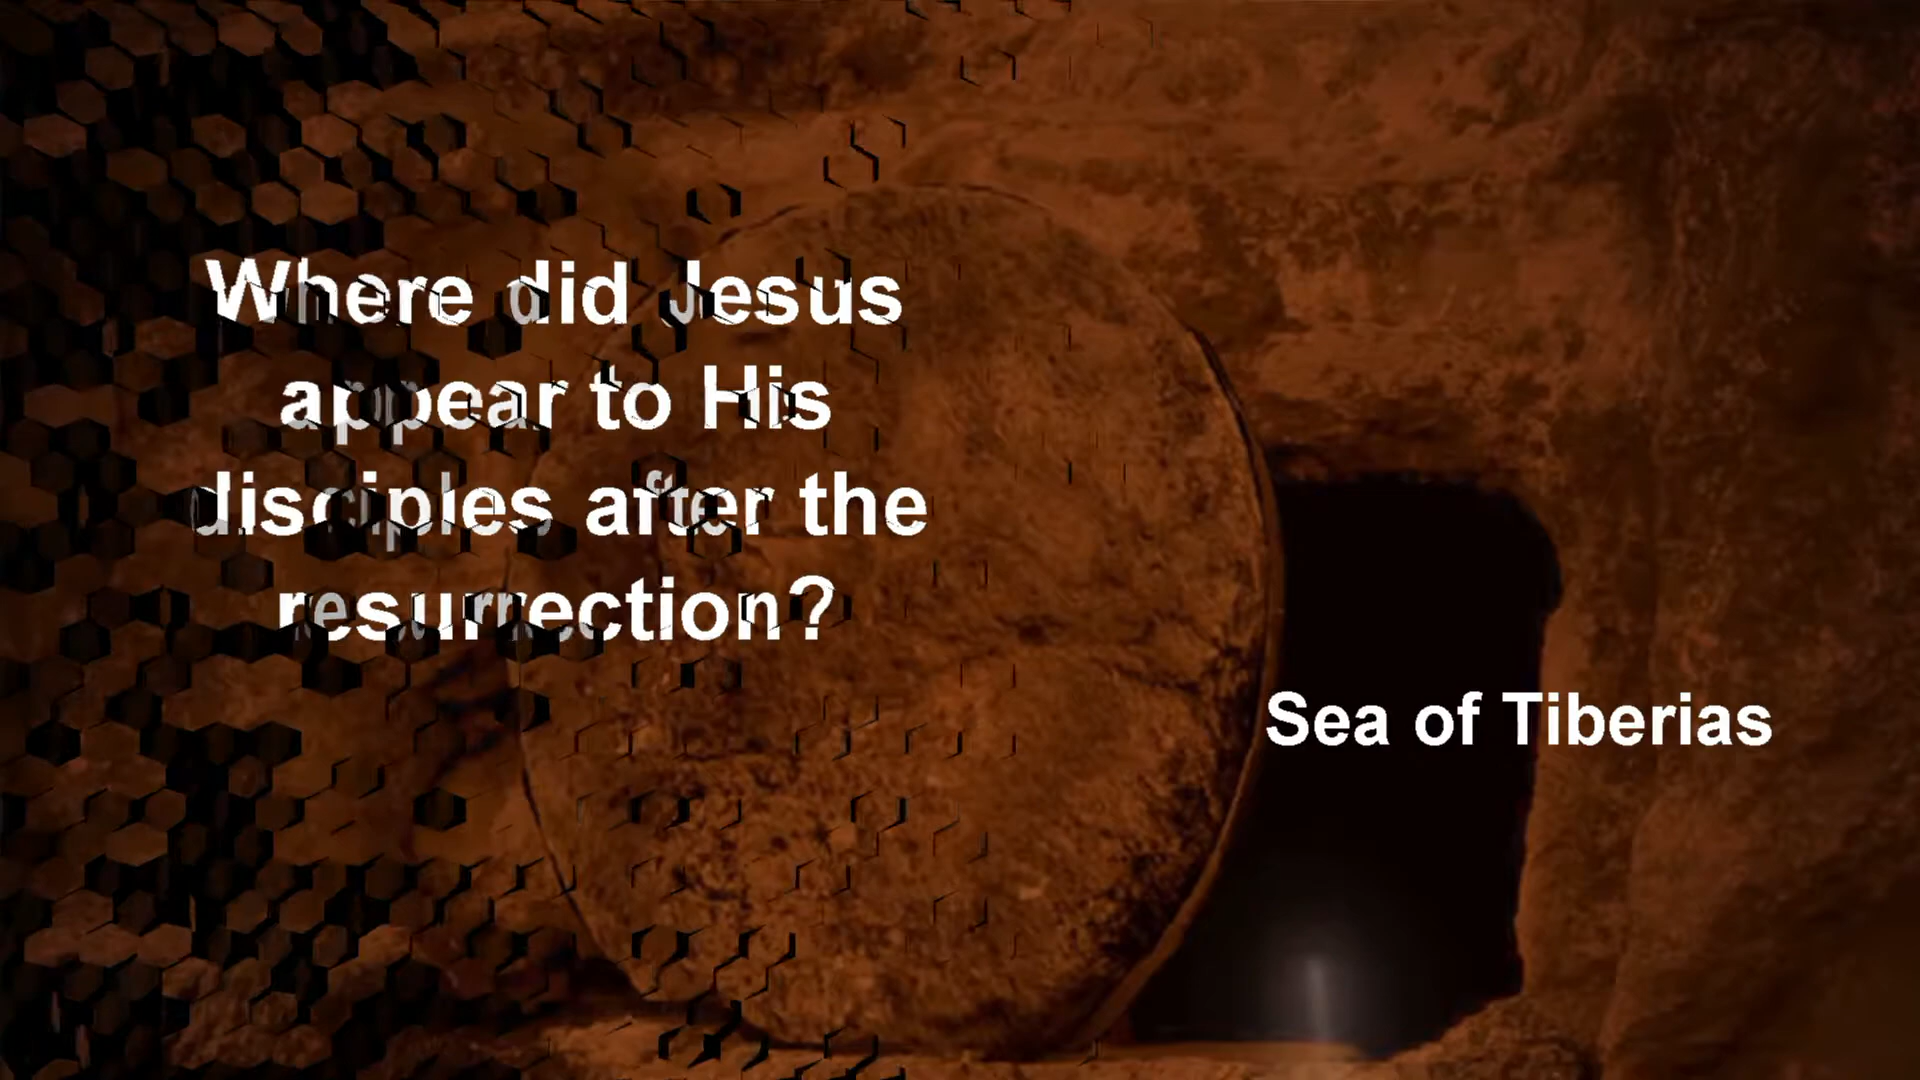 Where did Jesus
appear to His
disciples after the
resurrection?
Sea of Tiberias